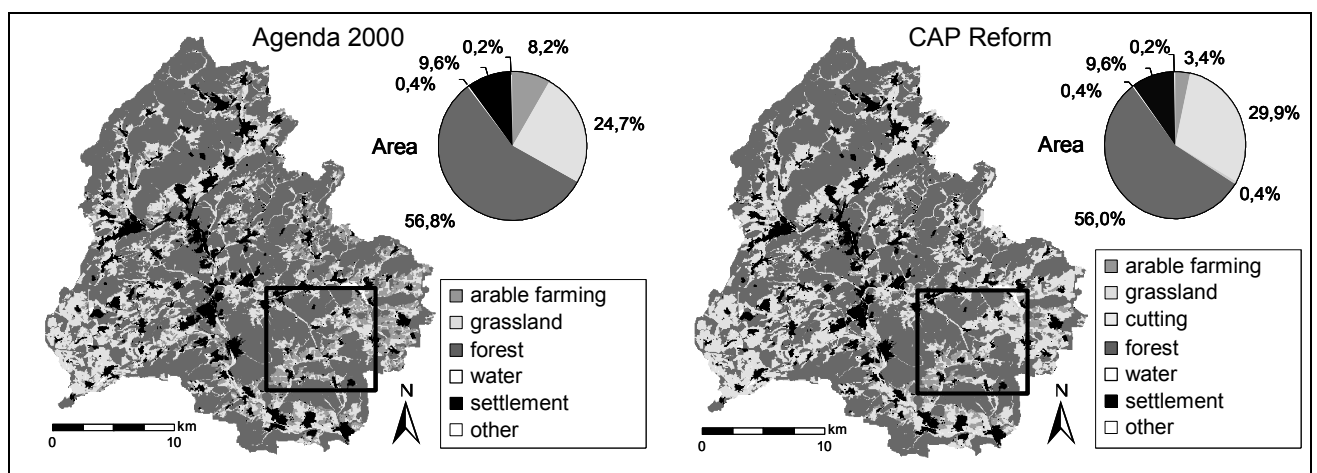 Agenda 2000
0,2%
8,2%
9,6%
0,4%
24,7%
Area
56,8%
arable farming
grassland
forest
water
settlement
other
N
km
0 10
CAP Reform
0,2%
3,4%
9,6%
0,4%
29,9%
Area
0,4%
56,0%
arable farming
grassland
cutting
forest
water
settlement
other
N
km
0 10